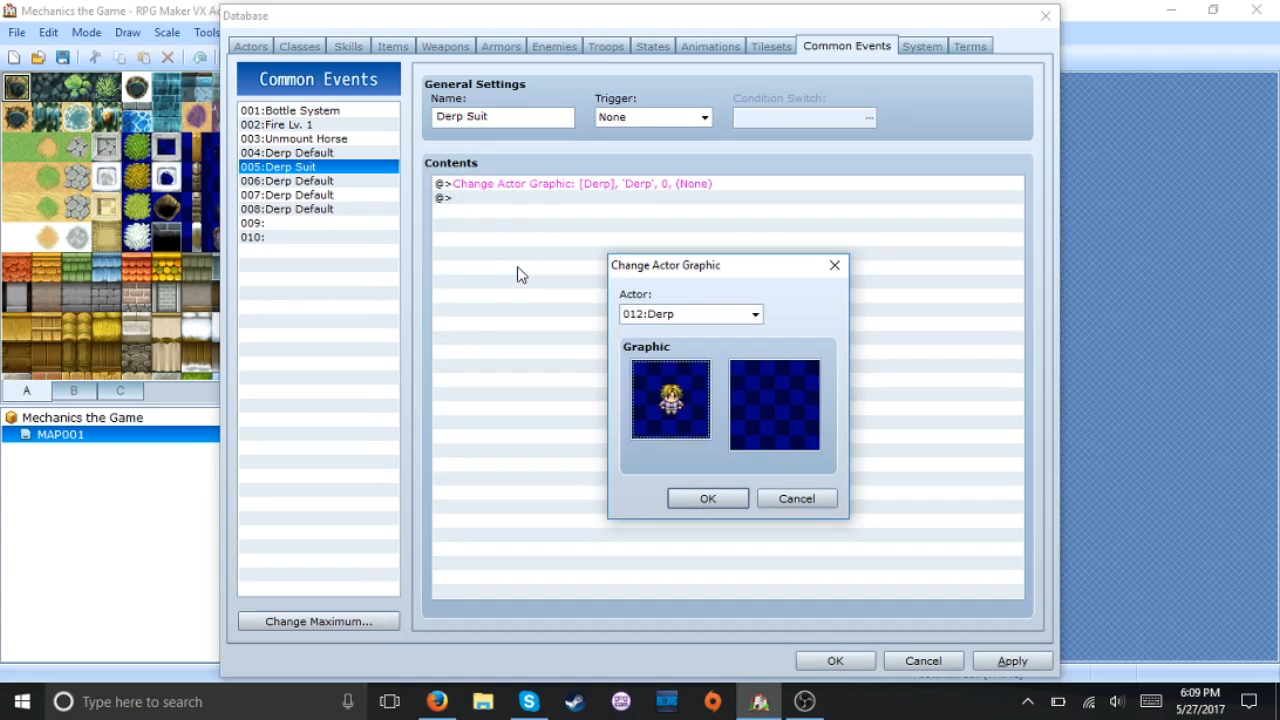 Mechanics the Game - RPG Maker VX Ac
File Edit Mode Draw Scale Tools
Database
Actors Classes Skills Items Weapons Armors Enemies Troops States Animations Tilesets Common Events System Terms
Common Events
001:Bottle System
002:Fire Lv. 1
003:Unmount Horse
004:Derp Default
005:Derp Suit
006:Derp Default
007:Derp Default
008:Derp Default
009:
010:
Change Maximum...
General Settings
Name: Trigger: Condition Switch:
Derp Suit None ...
Contents
@>Change Actor Graphic: [Derp], 'Derp', 0, (None)
@>
Change Actor Graphic
Actor:
012:Derp
Graphic
OK Cancel
A B C
Mechanics the Game
MAP001
OK Cancel Apply
Type here to search
gog.com
6:09 PM
5/27/2017